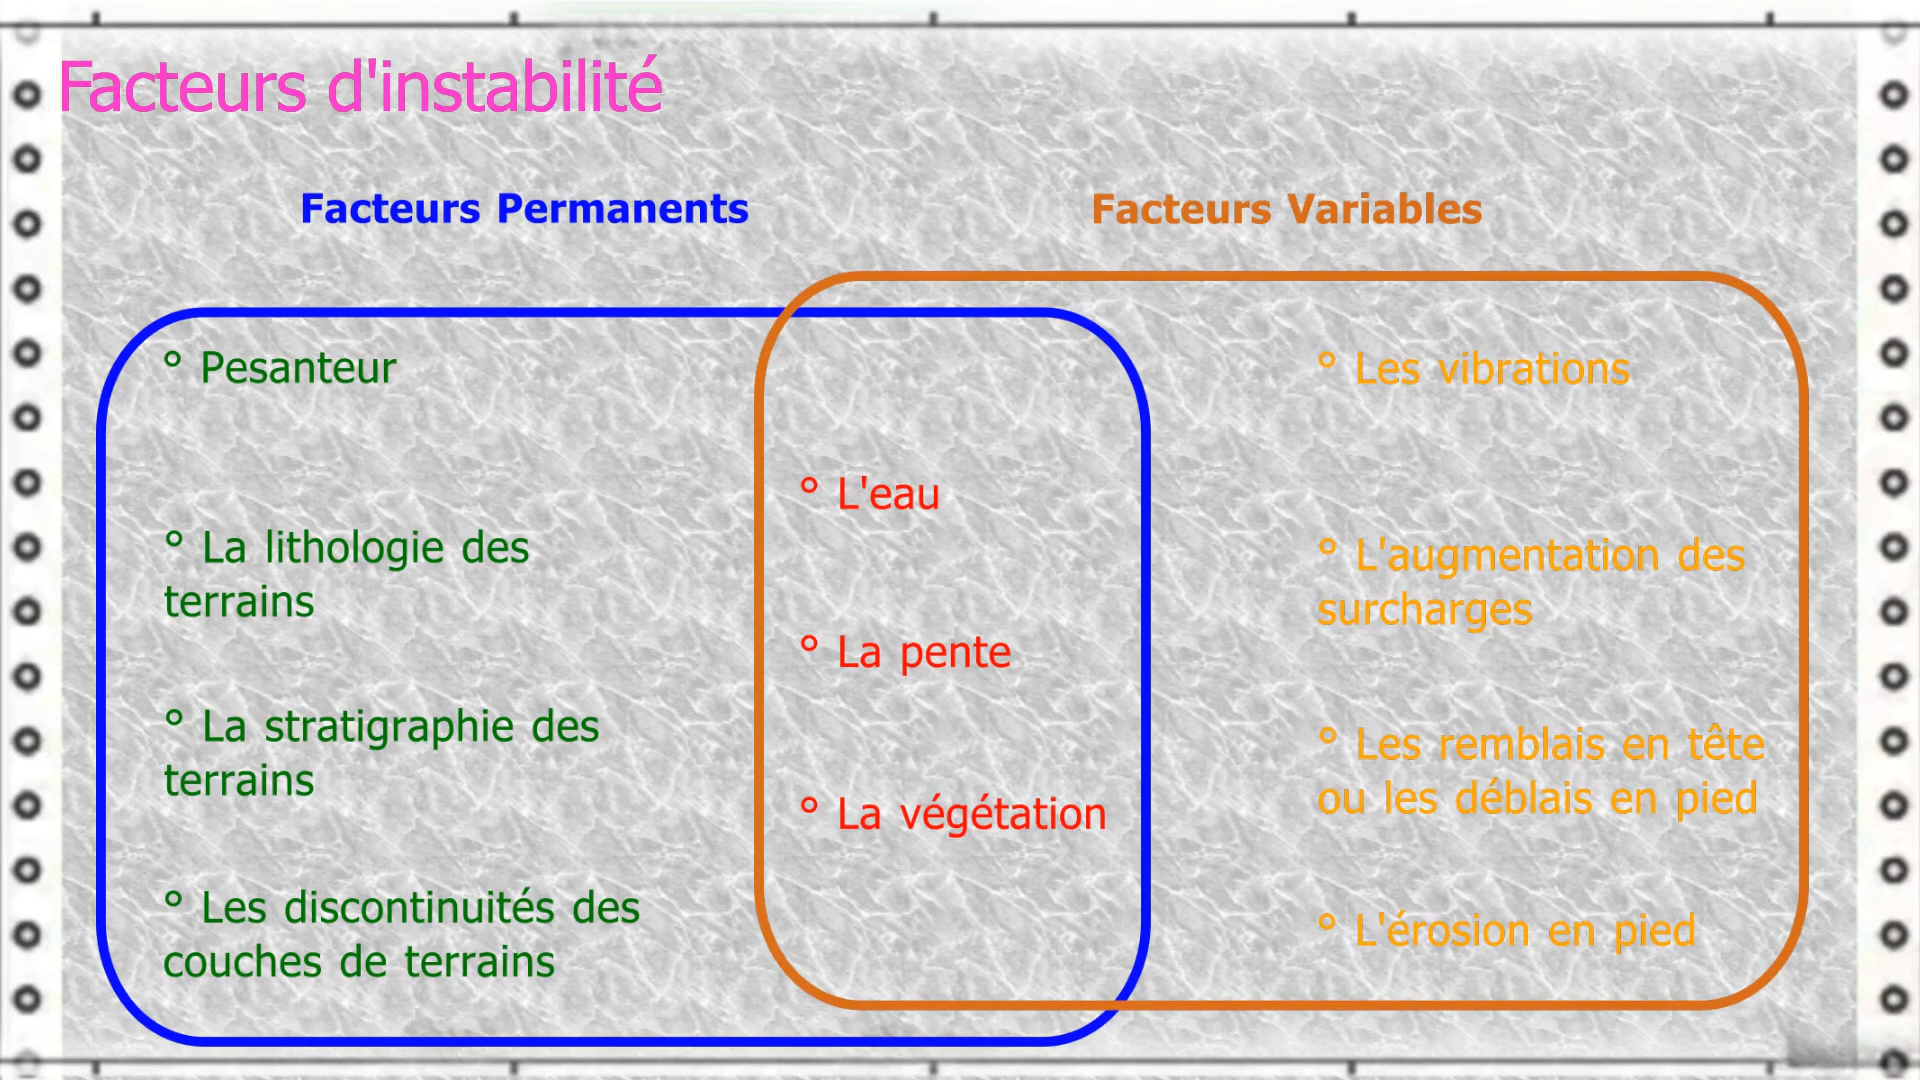 Facteurs d'instabilité
Facteurs Permanents
Facteurs Variables
° Pesanteur
° La lithologie des
terrains
° La stratigraphie des
terrains
° Les discontinuités des
couches de terrains
° L'eau
° La pente
° La végétation
° Les vibrations
° L'augmentation des
surcharges
° Les remblais en tête
ou les déblais en pied
° L'érosion en pied